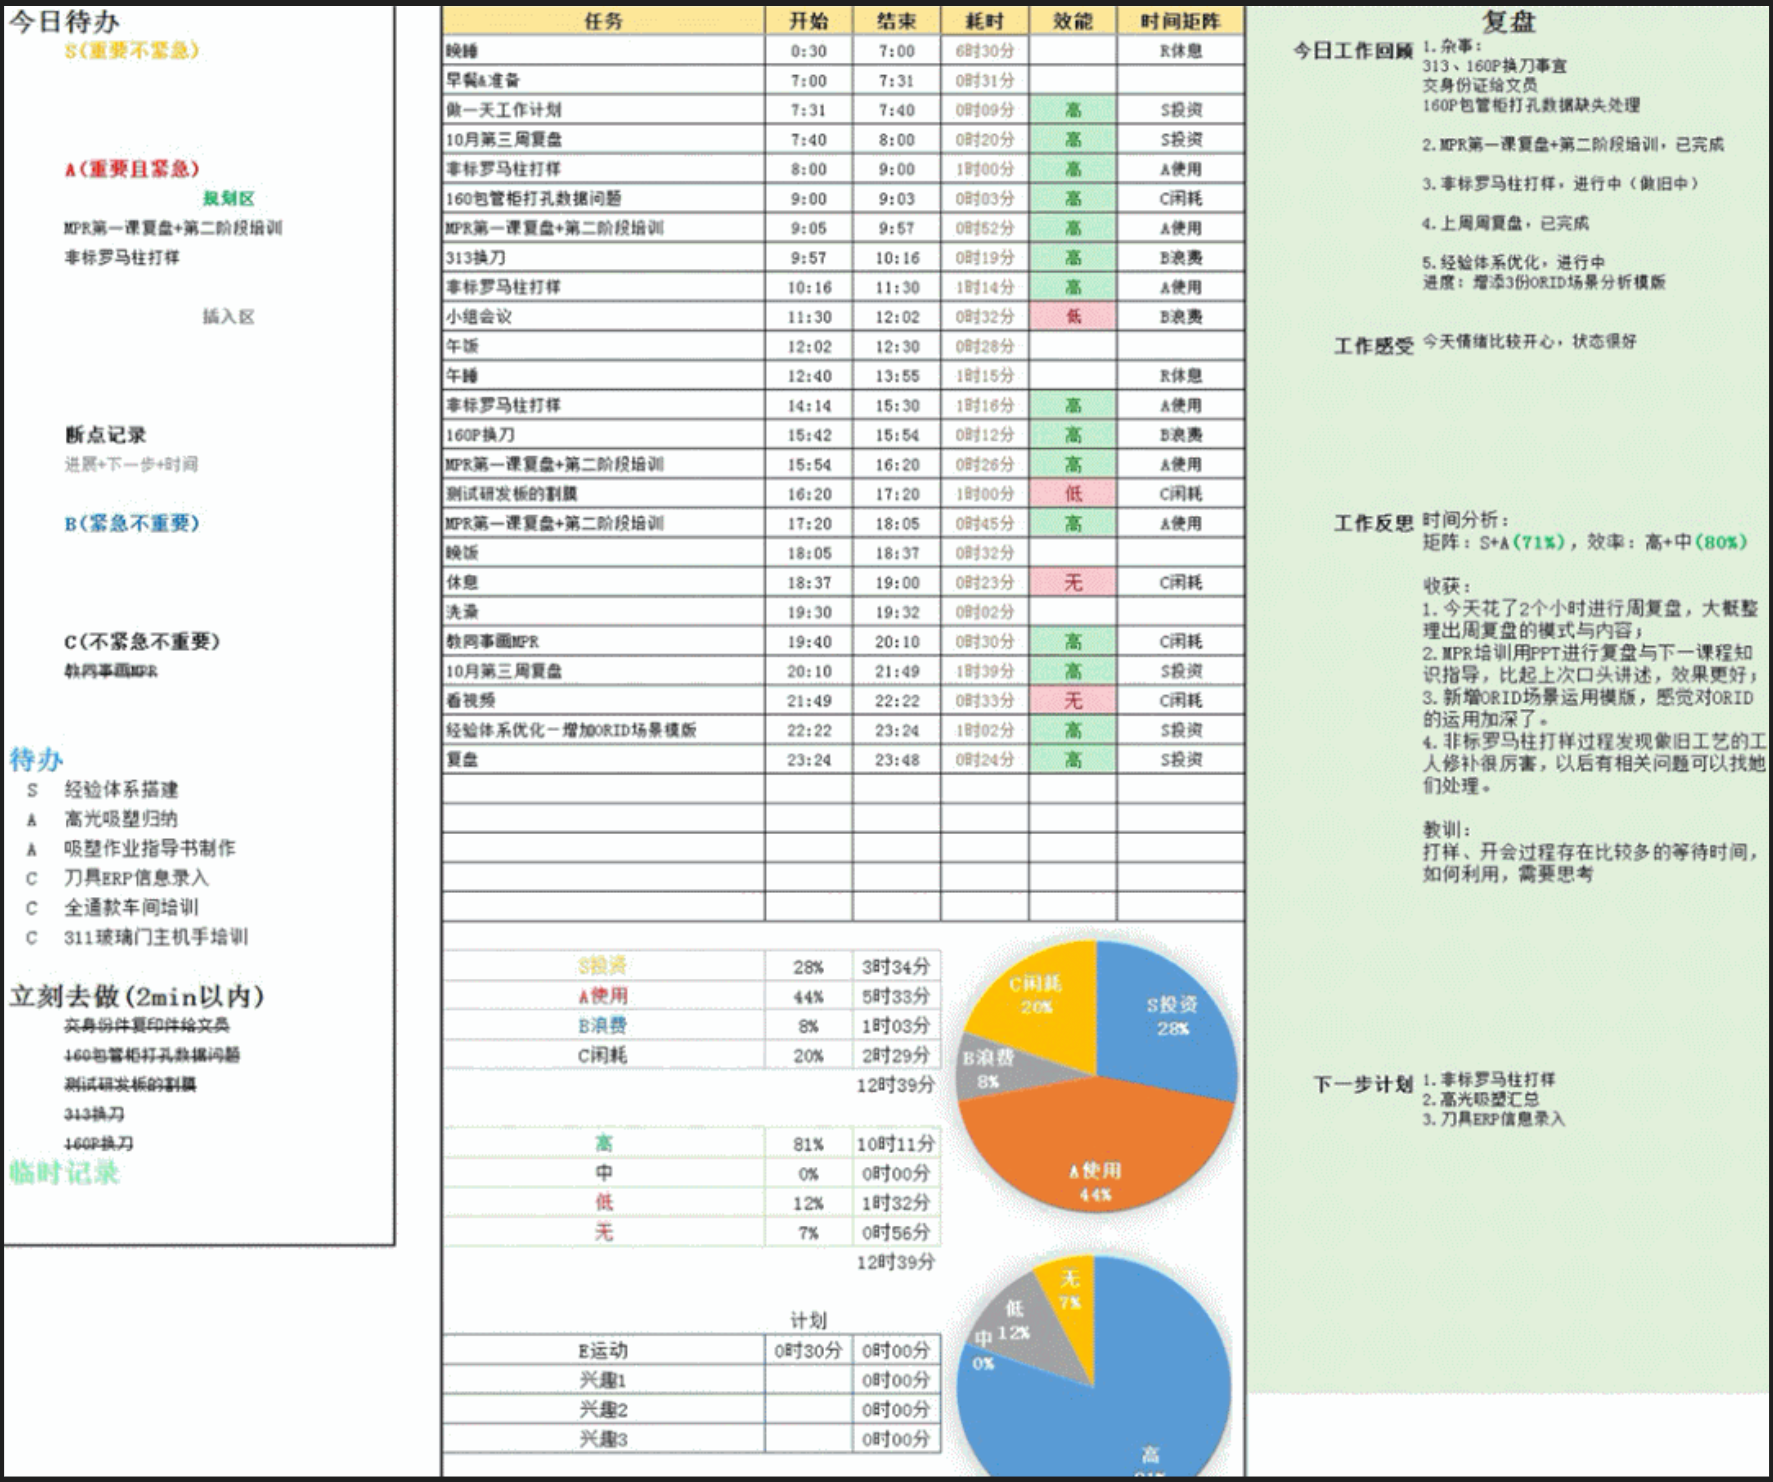 今日待办
S(重要不紧急)
A(重要且紧急)
规划区
MPR第一课复盘+第二阶段培训
非标罗马柱打样
插入区
断点记录
进展+下一步+时间
B(紧急不重要)
C(不紧急不重要)
教同事画MPR
待办
S 经验体系搭建
A 高光吸塑归纳
A 吸塑作业指导书制作
C 刀具ERP信息录入
C 全通款车间培训
C 311玻璃门主机手培训
立刻去做(2min以内)
交身份件复印件给文员
160包管柜打孔数据问题
测试研发板的割膜
313换刀
160P换刀
临时记录
任务 开始 结束 耗时 效能 时间矩阵
晚睡 0:30 7:00 6时30分 R休息
早餐&准备 7:00 7:31 0时31分
做一天工作计划 7:31 7:40 0时09分 高 S投资
10月第三周复盘 7:40 8:00 0时20分 高 S投资
非标罗马柱打样 8:00 9:00 1时00分 高 A使用
160包管柜打孔数据问题 9:00 9:03 0时03分 高 C闲耗
MPR第一课复盘+第二阶段培训 9:05 9:57 0时52分 高 A使用
313换刀 9:57 10:16 0时19分 高 B浪费
非标罗马柱打样 10:16 11:30 1时14分 高 A使用
小组会议 11:30 12:02 0时32分 低 B浪费
午饭 12:02 12:30 0时28分
午睡 12:40 13:55 1时15分 R休息
非标罗马柱打样 14:14 15:30 1时16分 高 A使用
160P换刀 15:42 15:54 0时12分 高 B浪费
MPR第一课复盘+第二阶段培训 15:54 16:20 0时26分 高 A使用
测试研发板的割膜 16:20 17:20 1时00分 低 C闲耗
MPR第一课复盘+第二阶段培训 17:20 18:05 0时45分 高 A使用
晚饭 18:05 18:37 0时32分
休息 18:37 19:00 0时23分 无 C闲耗
洗澡 19:30 19:32 0时02分
教同事画MPR 19:40 20:10 0时30分 高 C闲耗
10月第三周复盘 20:10 21:49 1时39分 高 S投资
看视频 21:49 22:22 0时33分 无 C闲耗
经验体系优化－增加ORID场景模版 22:22 23:24 1时02分 高 S投资
复盘 23:24 23:48 0时24分 高 S投资
S投资 28% 3时34分
A使用 44% 5时33分
B浪费 8% 1时03分
C闲耗 20% 2时29分
12时39分
高 81% 10时11分
中 0% 0时00分
低 12% 1时32分
无 7% 0时56分
12时39分
计划
E运动 0时30分 0时00分
兴趣1 0时00分
兴趣2 0时00分
兴趣3 0时00分
C闲耗
20%
S投资
28%
B浪费
8%
A使用
44%
无
7%
低
12%
中
0%
高
复盘
今日工作回顾
1.杂事：
313、160P换刀事宜
交身份证给文员
160P包管柜打孔数据缺失处理
2.MPR第一课复盘+第二阶段培训，已完成
3.非标罗马柱打样，进行中（做旧中）
4.上周周复盘，已完成
5.经验体系优化，进行中
进度：增添3份ORID场景分析模版
工作感受
今天情绪比较开心，状态很好
工作反思
时间分析：
矩阵：S+A(71%)，效率：高+中(80%)
收获：
1.今天花了2个小时进行周复盘，大概整
理出周复盘的模式与内容；
2.MPR培训用PPT进行复盘与下一课程知
识指导，比起上次口头讲述，效果更好；
3.新增ORID场景运用模版，感觉对ORID
的运用加深了。
4.非标罗马柱打样过程发现做旧工艺的工
人修补很厉害，以后有相关问题可以找她
们处理。
教训：
打样、开会过程存在比较多的等待时间，
如何利用，需要思考
下一步计划
1.非标罗马柱打样
2.高光吸塑汇总
3.刀具ERP信息录入